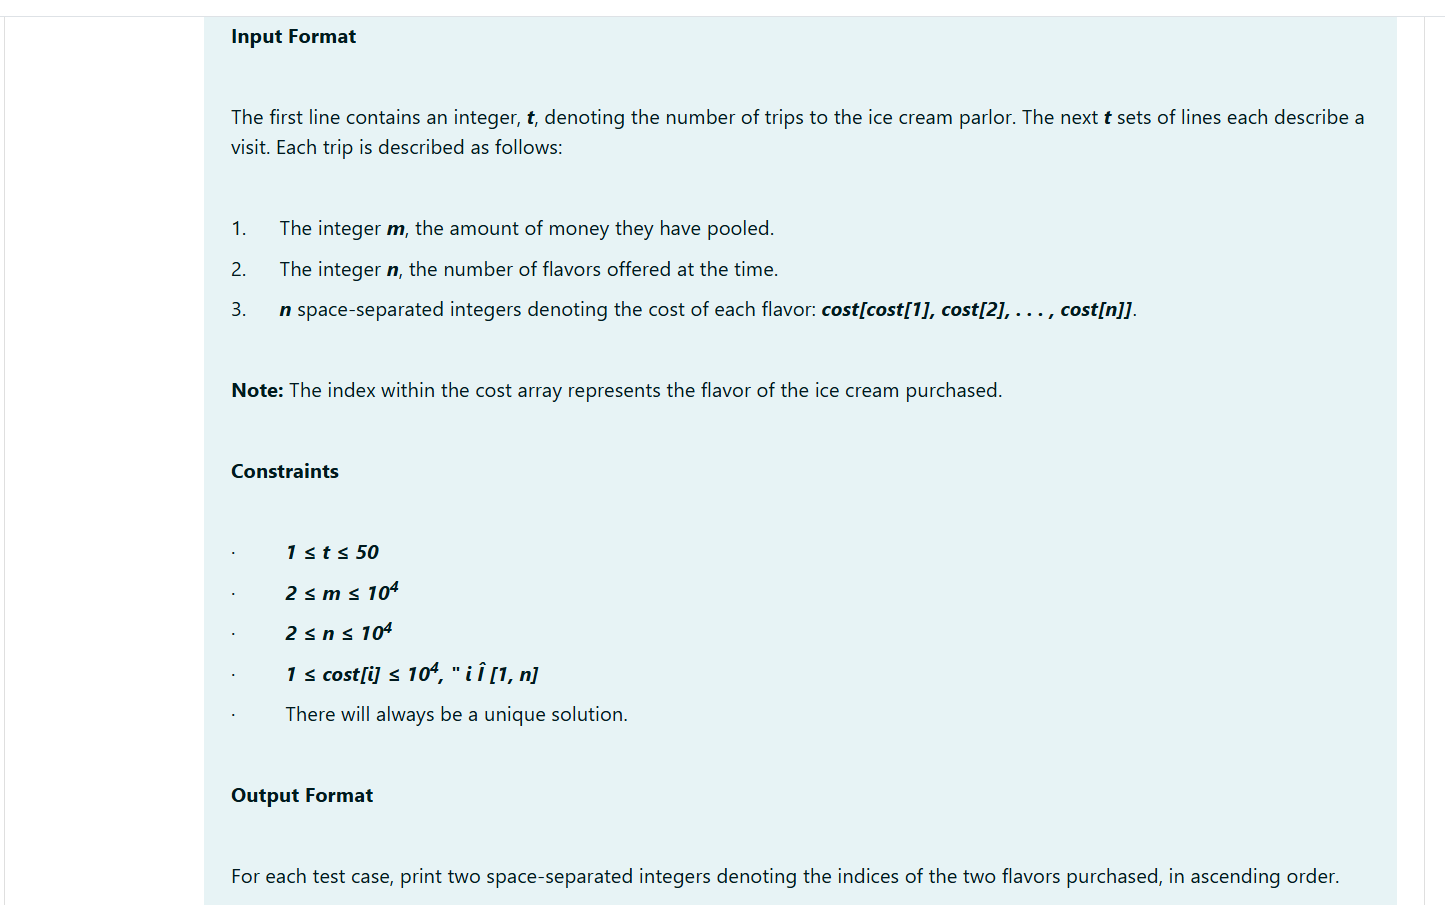 Input Format
The first line contains an integer, t, denoting the number of trips to the ice cream parlor. The next t sets of lines each describe a
visit. Each trip is described as follows:
1. The integer m, the amount of money they have pooled.
2. The integer n, the number of flavors offered at the time.
3. n space-separated integers denoting the cost of each flavor: cost[cost[1], cost[2], . . . , cost[n]].
Note: The index within the cost array represents the flavor of the ice cream purchased.
Constraints
· 1 ≤ t ≤ 50
· 2 ≤ m ≤ 10⁴
· 2 ≤ n ≤ 10⁴
· 1 ≤ cost[i] ≤ 10⁴, " i Î [1, n]
· There will always be a unique solution.
Output Format
For each test case, print two space-separated integers denoting the indices of the two flavors purchased, in ascending order.